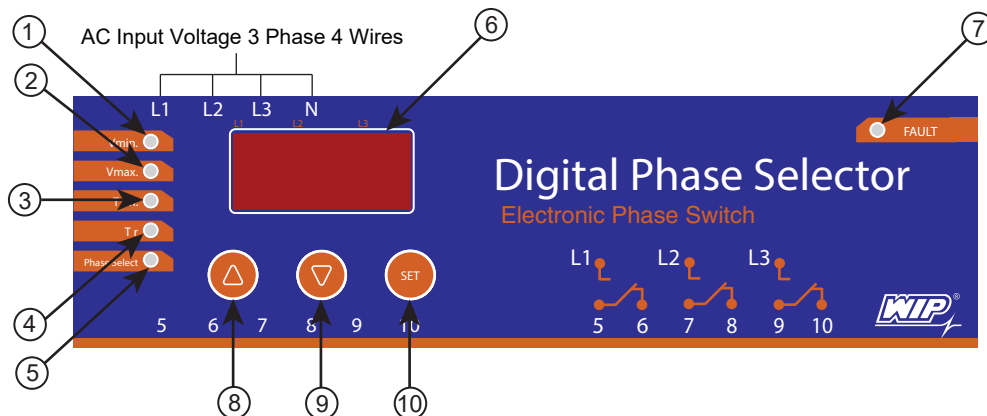 AC Input Voltage 3 Phase 4 Wires
1
2
3
4
5
6
7
L1 L2 L3 N
L1 L2 L3
Vmin.
Vmax.
T r
Phase Select
FAULT
Digital Phase Selector
Electronic Phase Switch
SET
L1 L2 L3
5 6 7 8 9 10
5 6 7 8 9 10
WIP®
8
9
10